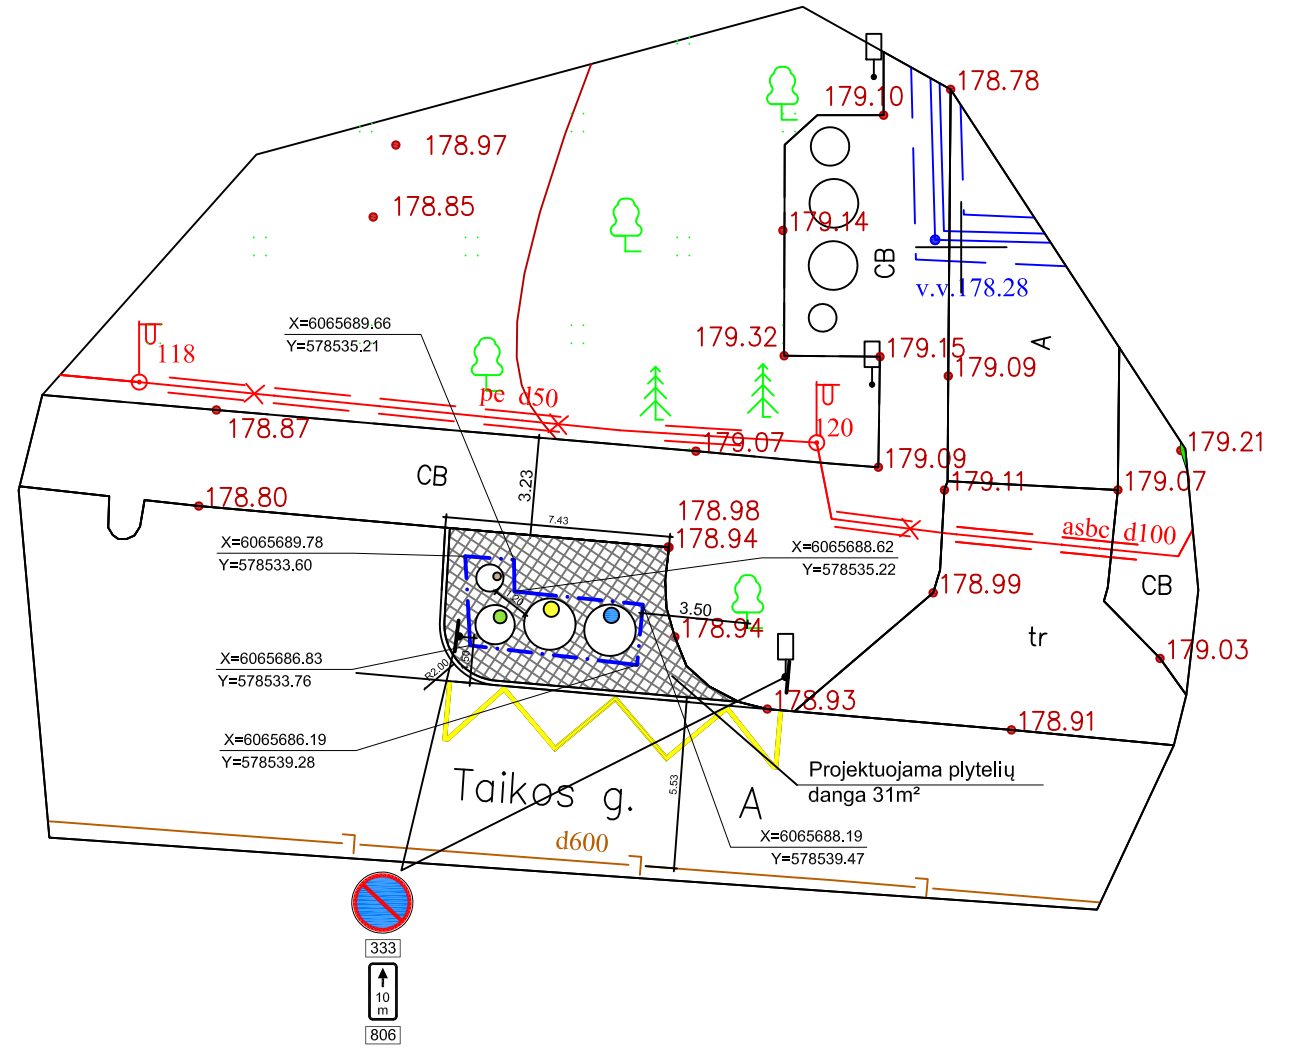 178.78
179.10
178.97
178.85
179.14
CB
v.v.178.28
X=6065689.66
Y=578535.21
118
179.32
179.15
A
179.09
pe d50
178.87
120
179.07
179.21
179.09
CB
3.23
179.11
179.07
178.80
178.98
7.43
178.94
asbc d100
X=6065689.78
Y=578533.60
X=6065688.62
Y=578535.22
178.99
CB
3.50
178.94
tr
X=6065686.83
Y=578533.76
R2.00
179.03
178.93
178.91
X=6065686.19
Y=578539.28
Taikos g.
A
5.53
Projektuojama plytelių
danga 31m²
d600
X=6065688.19
Y=578539.47
333
10
m
806